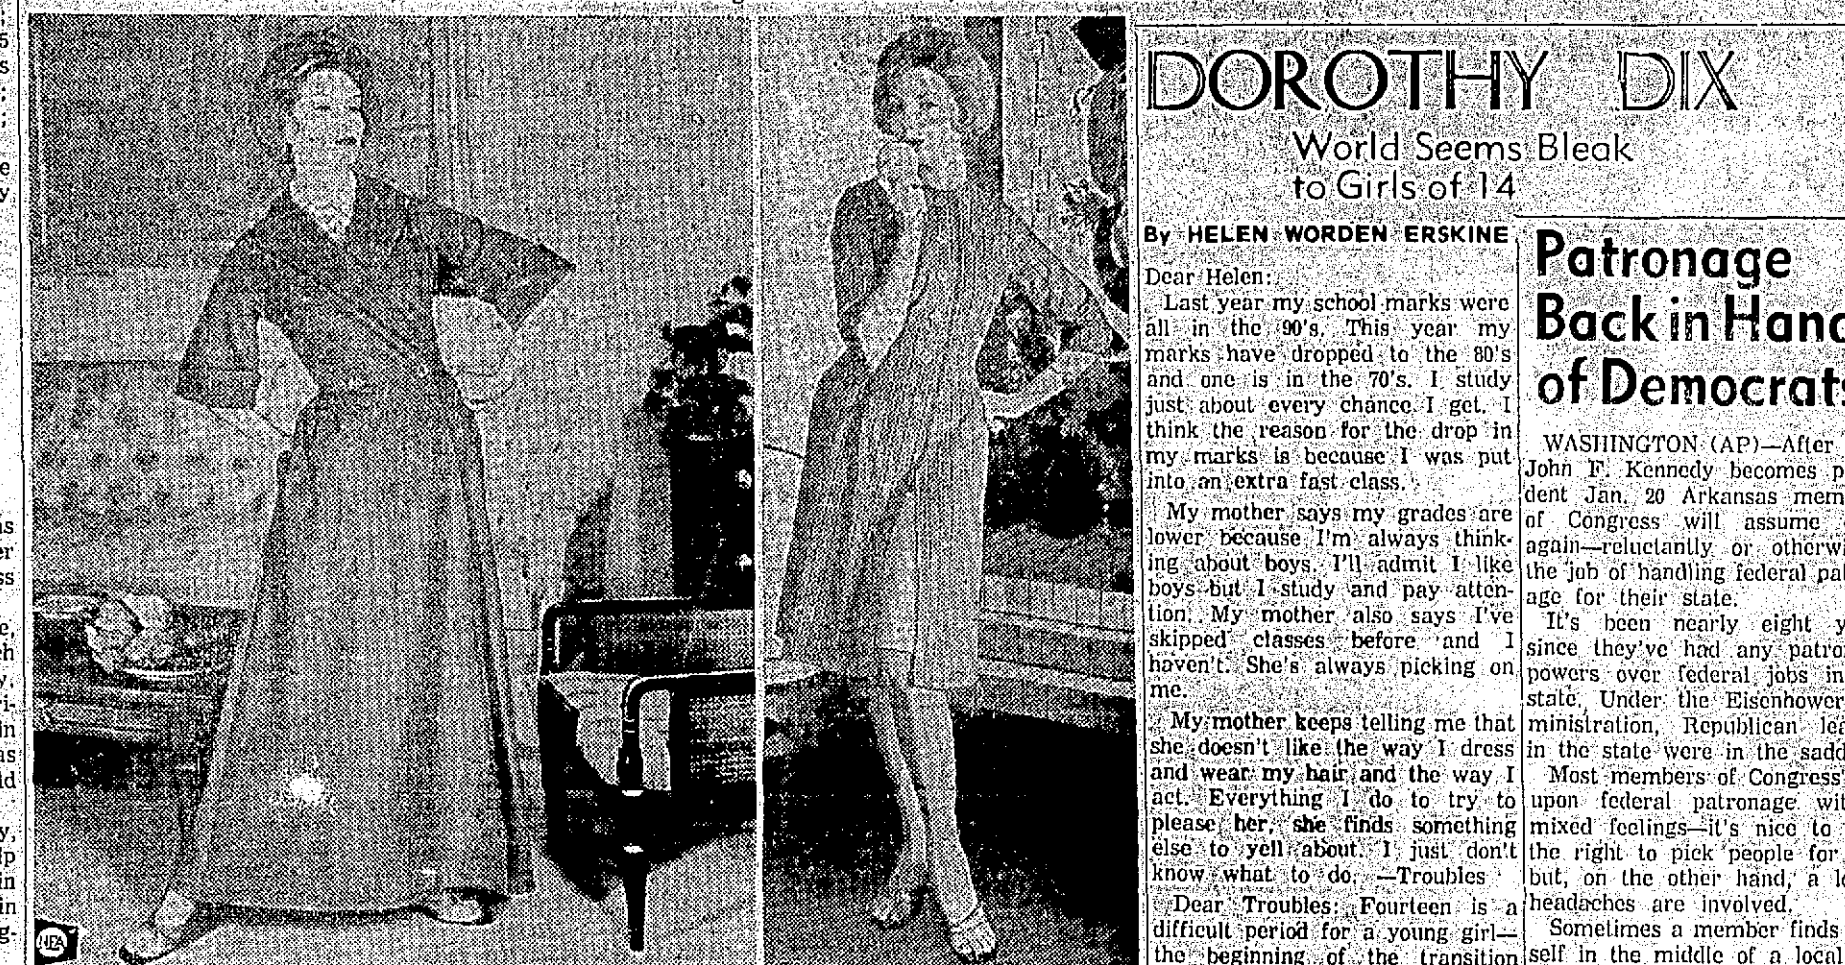 DOROTHY DIX
World Seems Bleak
to Girls of 14
By HELEN WORDEN ERSKINE
Dear Helen:
Last year my school marks were
all in the 90's. This year my
marks have dropped to the 80's
and one is in the 70's. I study
just about every chance I get. I
think the reason for the drop in
my marks is because I was put
into an extra fast class.
My mother says my grades are
lower because I'm always think-
ing about boys. I'll admit I like
boys but I study and pay atten-
tion. My mother also says I've
skipped classes before and I
haven't. She's always picking on
me.
My mother keeps telling me that
she doesn't like the way I dress
and wear my hair and the way I
act. Everything I do to try to
please her, she finds something
else to yell about. I just don't
know what to do. —Troubles
Dear Troubles: Fourteen is a
difficult period for a young girl—
the beginning of the transition
Patronage
Back in Hand
of Democrats
WASHINGTON (AP)—After
John F. Kennedy becomes p
dent Jan. 20 Arkansas mem
of Congress will assume
again—reluctantly or otherwi
the job of handling federal pa
age for their state.
It's been nearly eight y
since they've had any patro
powers over federal jobs in
state. Under the Eisenhower
ministration, Republican lea
in the state were in the sadd
Most members of Congress
upon federal patronage wit
mixed feelings—it's nice to
the right to pick people for
but, on the other hand, a l
headaches are involved.
Sometimes a member finds
self in the middle of a local
NEA